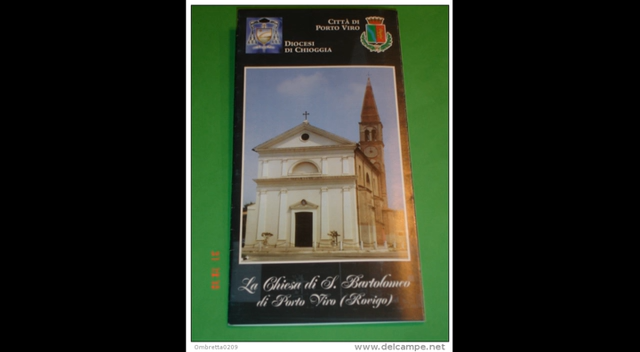 CITTÀ DI
PORTO VIRO
DIOCESI
DI CHIOGGIA
La Chiesa di S. Bartolomeo
di Porto Viro (Rovigo)
Ombretta0209
www.delcampe.net